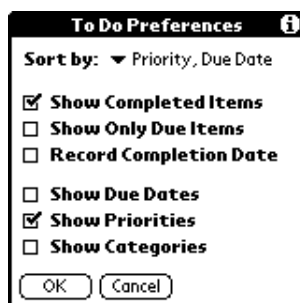 To Do Preferences
Sort by: Priority, Due Date
Show Completed Items
Show Only Due Items
Record Completion Date
Show Due Dates
Show Priorities
Show Categories
OK Cancel